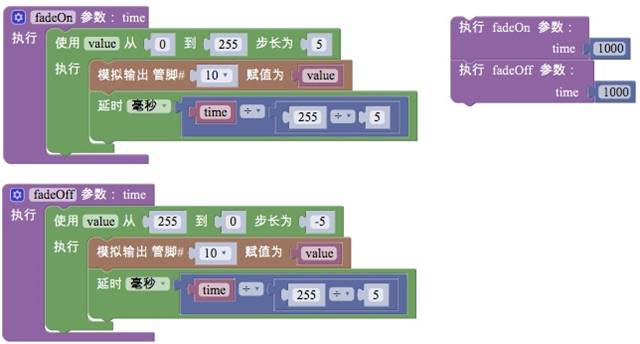 fadeOn 参数： time
执行
使用 value 从 0 到 255 步长为 5
执行
模拟输出 管脚# 10 赋值为 value
延时 毫秒 time ÷ 255 ÷ 5
fadeOff 参数： time
执行
使用 value 从 255 到 0 步长为 -5
执行
模拟输出 管脚# 10 赋值为 value
延时 毫秒 time ÷ 255 ÷ 5
执行 fadeOn 参数：
time 1000
执行 fadeOff 参数：
time 1000